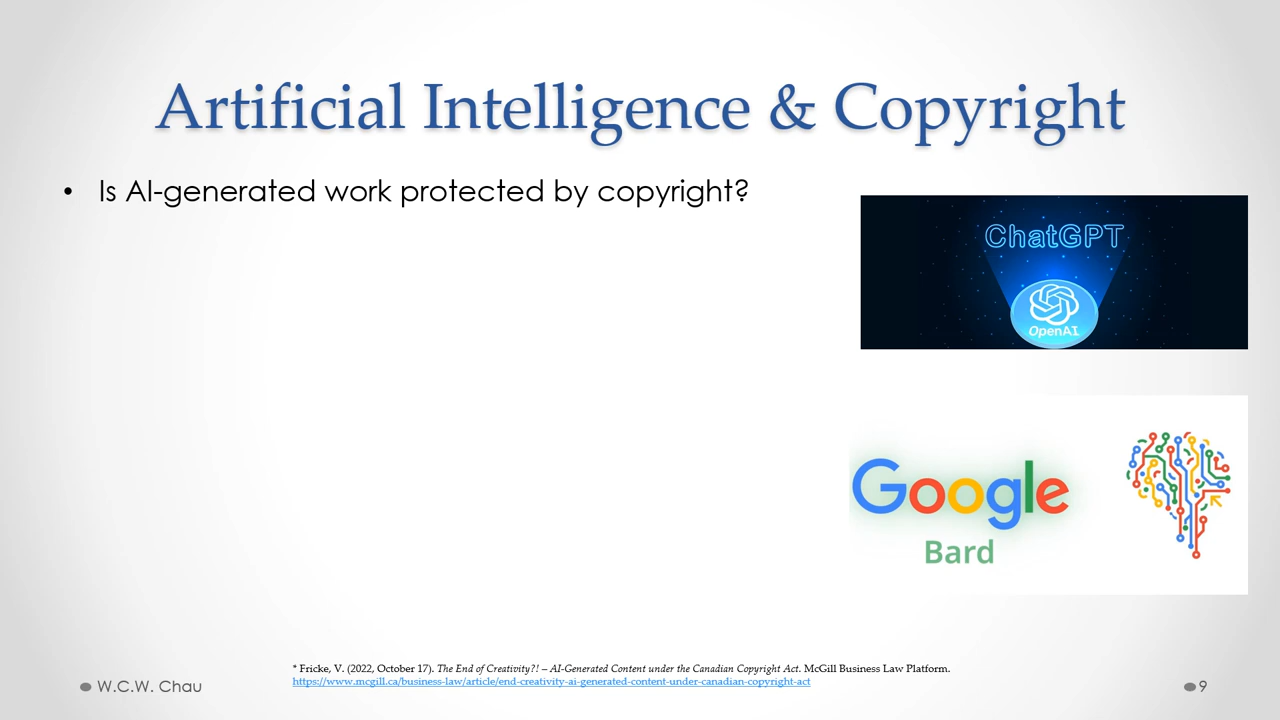 Artificial Intelligence & Copyright
• Is AI-generated work protected by copyright?
ChatGPT
OpenAI
Google
Bard
* Fricke, V. (2022, October 17). The End of Creativity?! – AI-Generated Content under the Canadian Copyright Act. McGill Business Law Platform.
https://www.mcgill.ca/business-law/article/end-creativity-ai-generated-content-under-canadian-copyright-act
W.C.W. Chau
9